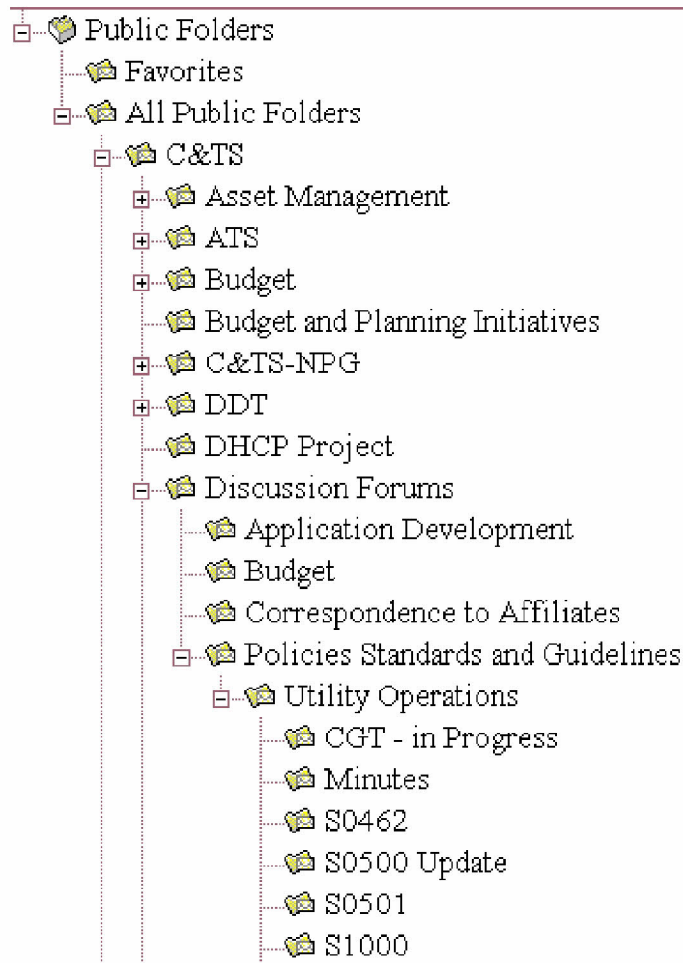 Public Folders
Favorites
All Public Folders
C&TS
Asset Management
ATS
Budget
Budget and Planning Initiatives
C&TS-NPG
DDT
DHCP Project
Discussion Forums
Application Development
Budget
Correspondence to Affiliates
Policies Standards and Guidelines
Utility Operations
CGT - in Progress
Minutes
S0462
S0500 Update
S0501
S1000